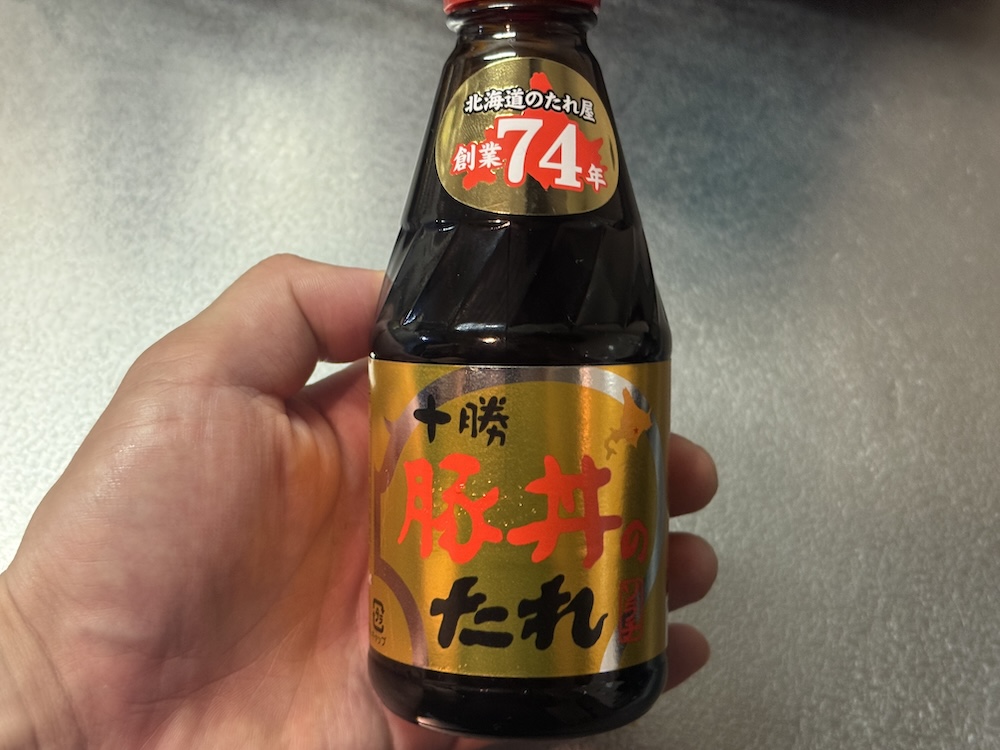 北海道のたれ屋
創業74年
十勝
豚丼の
たれ